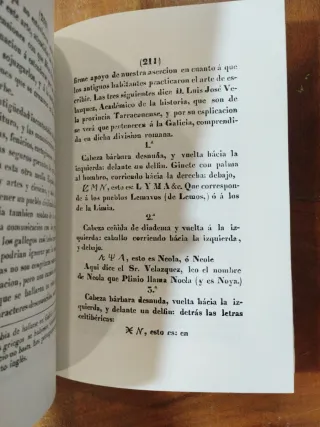 (211)
firme apoyo de nuestra asercion en cuanto á que
los antiguos habitantes practicaron el arte de es-
cribir. Las tres siguientes dice D. Luis José Ve-
lazquez, Académico de la historia, que son de
la provincia Tarraconense, y por su esplicacion
se verá que pertenecen á la Galicia, comprendi-
da en dicha division romana.
1.ª
Cabeza bárbara desnuda, y vuelta hácia la
izquierda: delante un delfin: Ginete con palma
al hombro, corriendo hácia la derecha: debajo,
esto es: L Y M A &c. Que correspon-
de á los pueblos Lemavos (de Lemos.) ó á los
de la Limia.
2.ª
Cabeza ceñida de diadema y vuelta á la iz-
quierda: caballo corriendo hácia la izquierda,
y debajo.
esto es Neola, ó Neole
Aqui dice el Sr. Velazquez, leo el nombre
de Neola que Plinio llama Noela (y es Noya.)
3.ª
Cabeza bárbara desnuda, vuelta hácia la iz-
quierda, y delante un delfin: detrás las letras
celtibéricas:
esto es: en